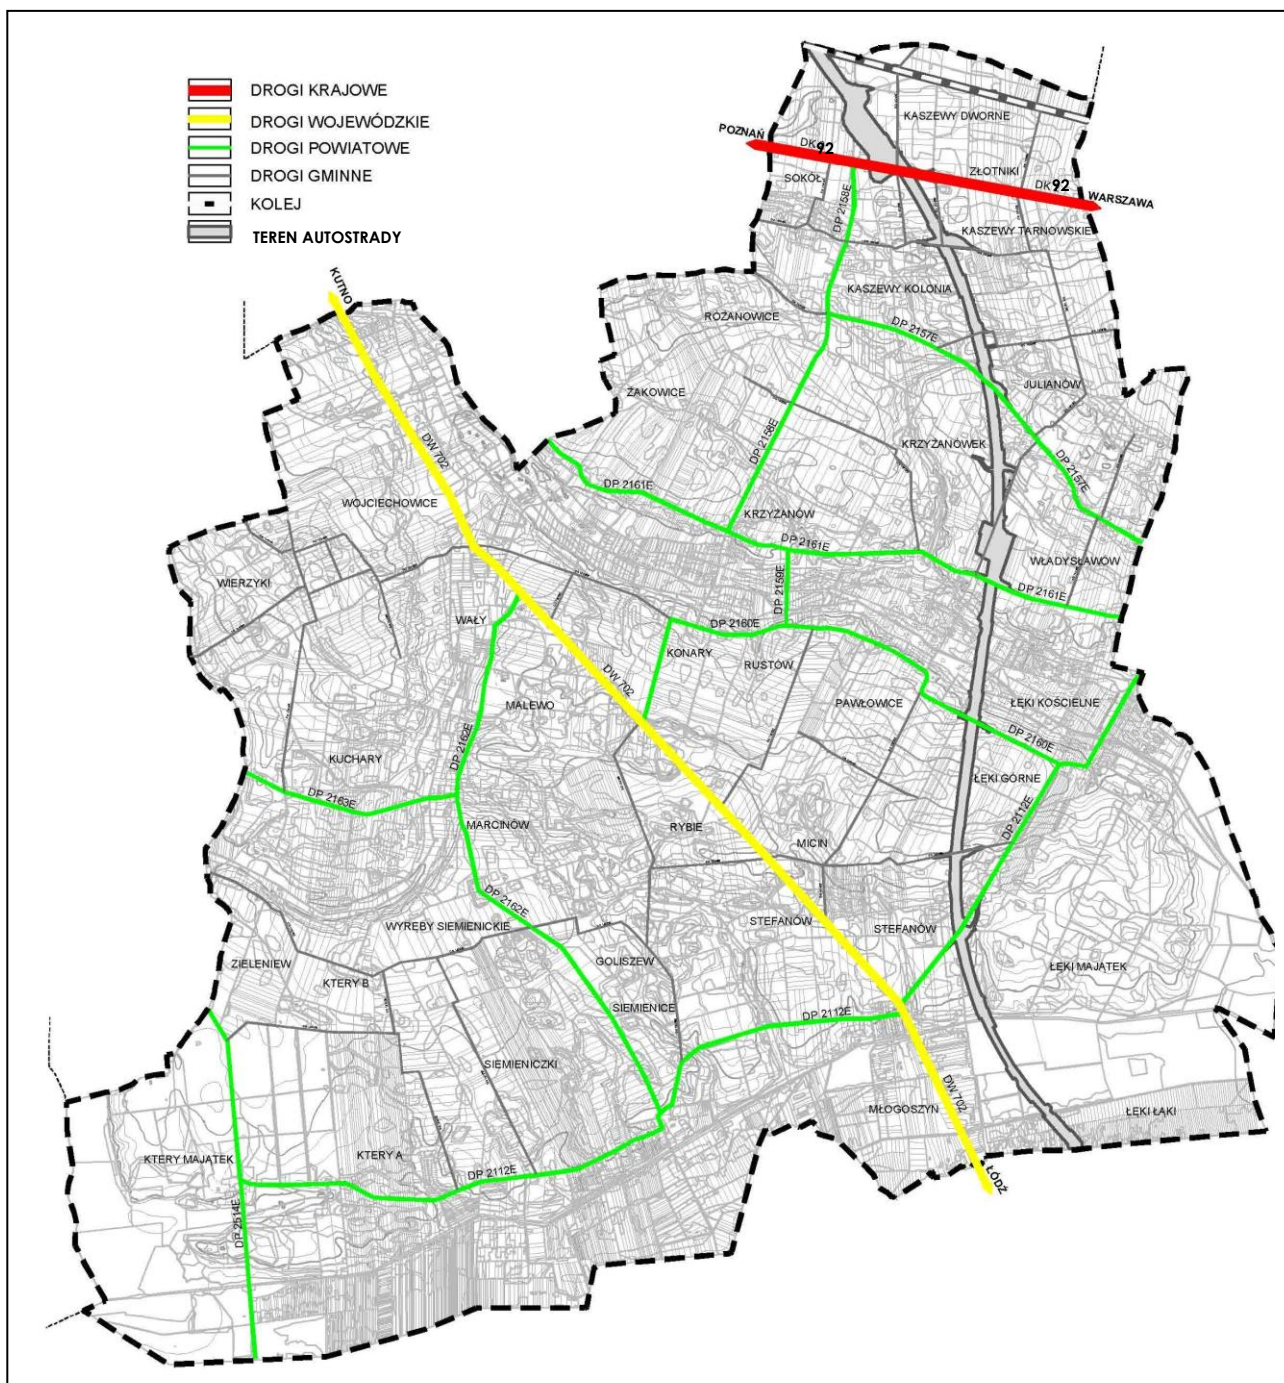 DROGI KRAJOWE
DROGI WOJEWÓDZKIE
DROGI POWIATOWE
DROGI GMINNE
KOLEJ
TEREN AUTOSTRADY
KASZEWY DWORNE
POZNAŃ
DK 92
ZŁOTNIKI
SOKÓŁ
DK 92
WARSZAWA
DP 2158E
KASZEWY TARNOWSKIE
KUTNO
KASZEWY KOLONIA
ROŻANOWICE
DP 2157E
ŻAKOWICE
JULIANÓW
DP 2158E
KRZYŻANÓWEK
DW 702
DP 2157E
DP 2161E
WOJCIECHOWICE
KRZYŻANÓW
DP 2161E
WŁADYSŁAWÓW
WIERZYKI
DP 2159E
DP 2161E
WAŁY
DP 2160E
KONARY
RUSTÓW
DW 702
MALEWO
PAWŁOWICE
ŁĘKI KOŚCIELNE
DP 2162E
DP 2160E
KUCHARY
ŁĘKI GÓRNE
DP 2163E
DP 2112E
MARCINÓW
RYBIE
MICIN
DP 2162E
WYRĘBY SIEMIENICKIE
STEFANÓW
STEFANÓW
ZIELENIEW
GOLISZEW
ŁĘKI MAJĄTEK
KTERY B
SIEMIENICE
DP 2112E
SIEMIENICZKI
DW 702
MŁOGOSZYN
ŁĘKI ŁĄKI
KTERY MAJĄTEK
KTERY A
DP 2112E
ŁÓDŹ
DP 2514E